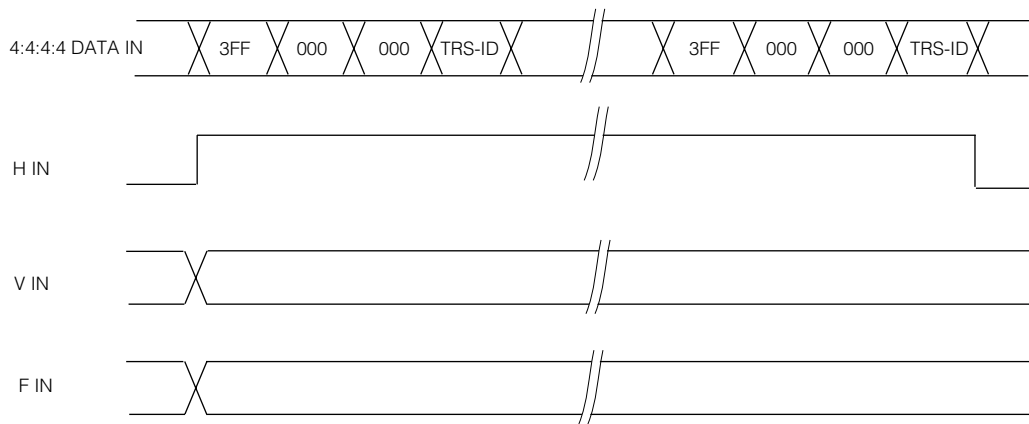 4:4:4:4 DATA IN 3FF 000 000 TRS-ID 3FF 000 000 TRS-ID
H IN
V IN
F IN